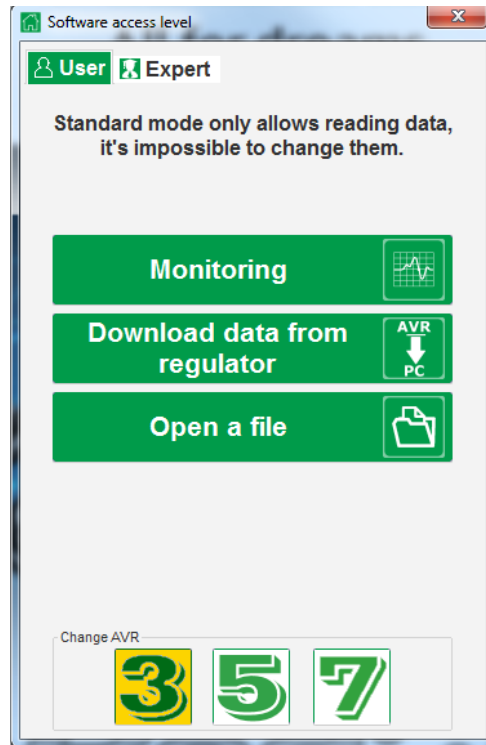 Software access level
User Expert
Standard mode only allows reading data,
it's impossible to change them.
Monitoring
Download data from
regulator
AVR
PC
Open a file
Change AVR
3 5 7